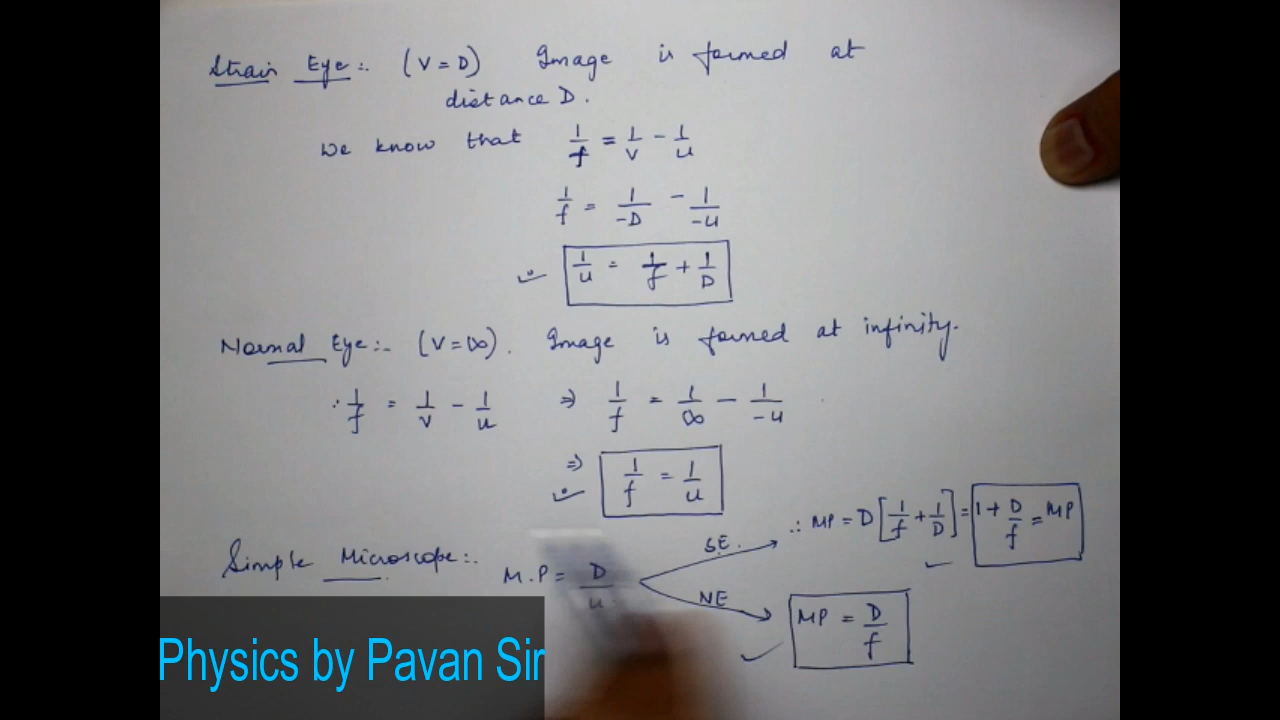 Strain Eye:- (V = D) Image is formed at
distance D.
We know that 1/f = 1/v - 1/u
1/f = 1/-D - 1/-u
1/u = 1/f + 1/D
Normal Eye:- (V = ∞). Image is formed at infinity.
∴ 1/f = 1/v - 1/u ⇒ 1/f = 1/∞ - 1/-u
⇒ 1/f = 1/u
Simple Microscope:- M.P = D/u
SE. ∴ MP = D[1/f + 1/D] = 1 + D/f = MP
NE MP = D/f
Physics by Pavan Sir